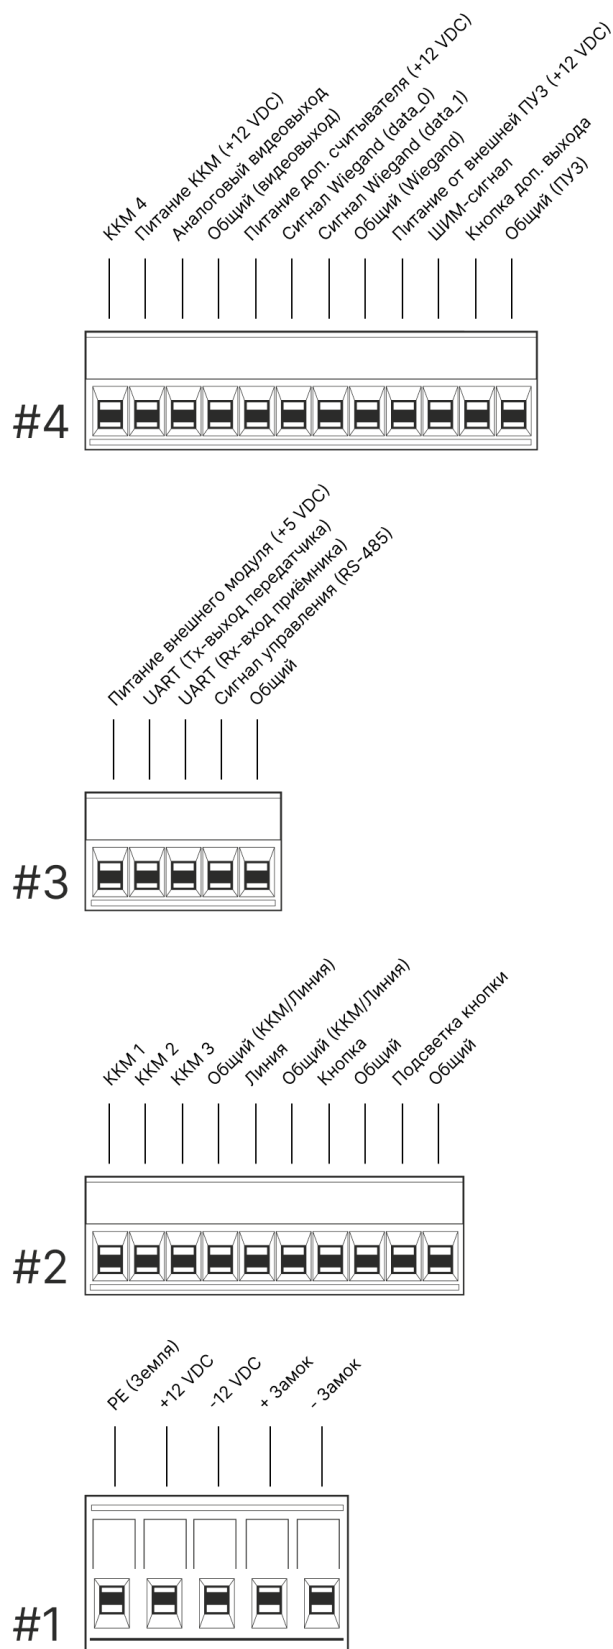 ККМ 4
Питание ККМ (+12 VDC)
Аналоговый видеовыход
Общий (видеовыход)
Питание доп. считывателя (+12 VDC)
Сигнал Wiegand (data_0)
Сигнал Wiegand (data_1)
Общий (Wiegand)
Питание от внешней ПУЗ (+12 VDC)
ШИМ-сигнал
Кнопка доп. выхода
Общий (ПУЗ)
#4
Питание внешнего модуля (+5 VDC)
UART (Tx-выход передатчика)
UART (Rx-вход приёмника)
Сигнал управления (RS-485)
Общий
#3
ККМ 1
ККМ 2
ККМ 3
Общий (ККМ/Линия)
Линия
Общий (ККМ/Линия)
Кнопка
Общий
Подсветка кнопки
Общий
#2
PE (Земля)
+12 VDC
-12 VDC
+ Замок
- Замок
#1